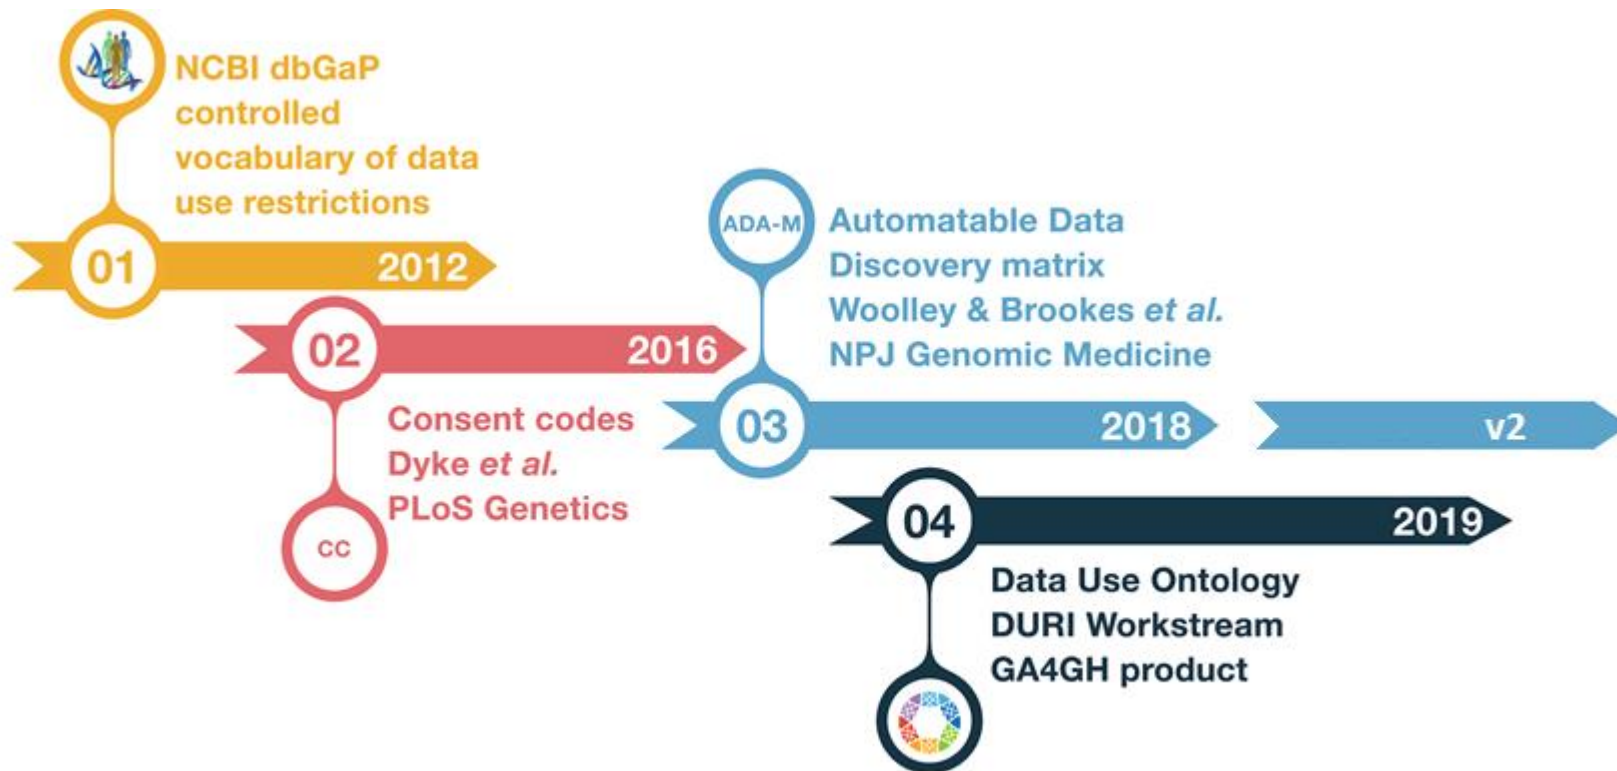 NCBI dbGaP
controlled
vocabulary of data
use restrictions
01
2012
02
2016
Consent codes
Dyke et al.
PLoS Genetics
CC
ADA-M
Automatable Data
Discovery matrix
Woolley & Brookes et al.
NPJ Genomic Medicine
03
2018
v2
04
2019
Data Use Ontology
DURI Workstream
GA4GH product